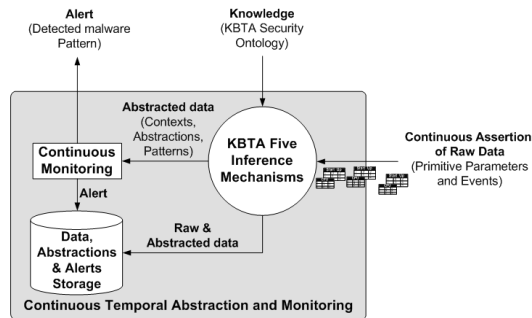 Alert
(Detected malware
Pattern)
Knowledge
(KBTA Security
Ontology)
Abstracted data
(Contexts,
Abstractions,
Patterns)
KBTA Five
Inference
Mechanisms
Continuous Assertion
of Raw Data
(Primitive Parameters
and Events)
Continuous
Monitoring
Alert
Raw &
Abstracted data
Data,
Abstractions
& Alerts
Storage
Continuous Temporal Abstraction and Monitoring